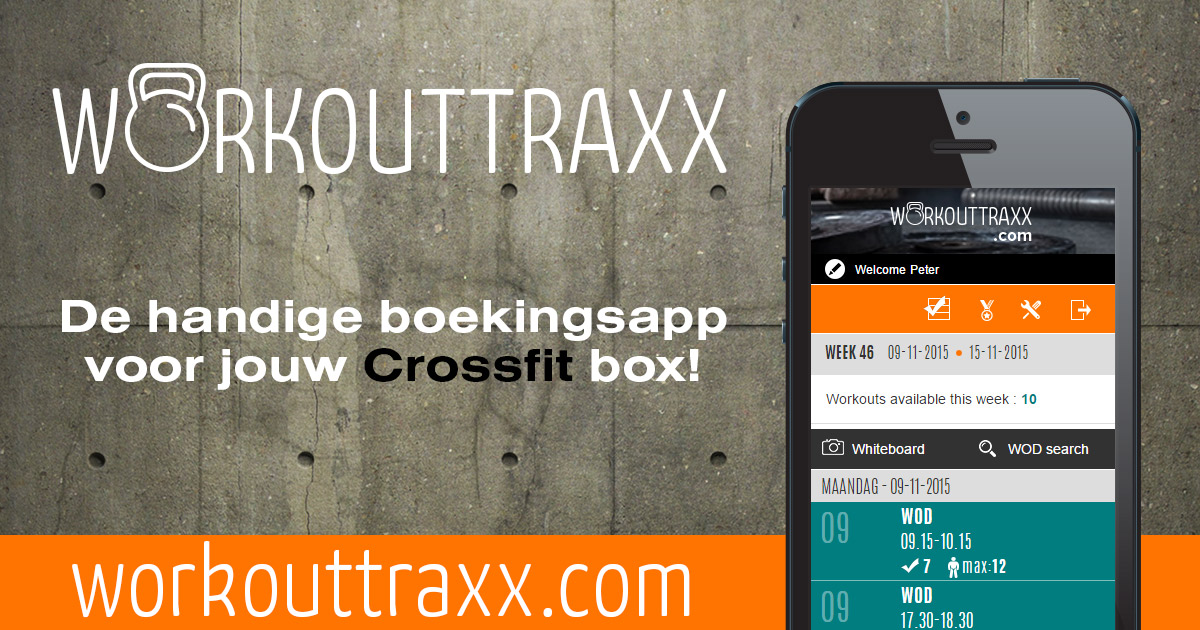 WORKOUTTRAXX
De handige boekingsapp
voor jouw Crossfit box!
workouttraxx.com
WORKOUTTRAXX
.com
Welcome Peter
WEEK 46 09-11-2015 • 15-11-2015
Workouts available this week : 10
Whiteboard WOD search
MAANDAG - 09-11-2015
09 WOD
09.15-10.15
7 max:12
09 WOD
17.30-18.30